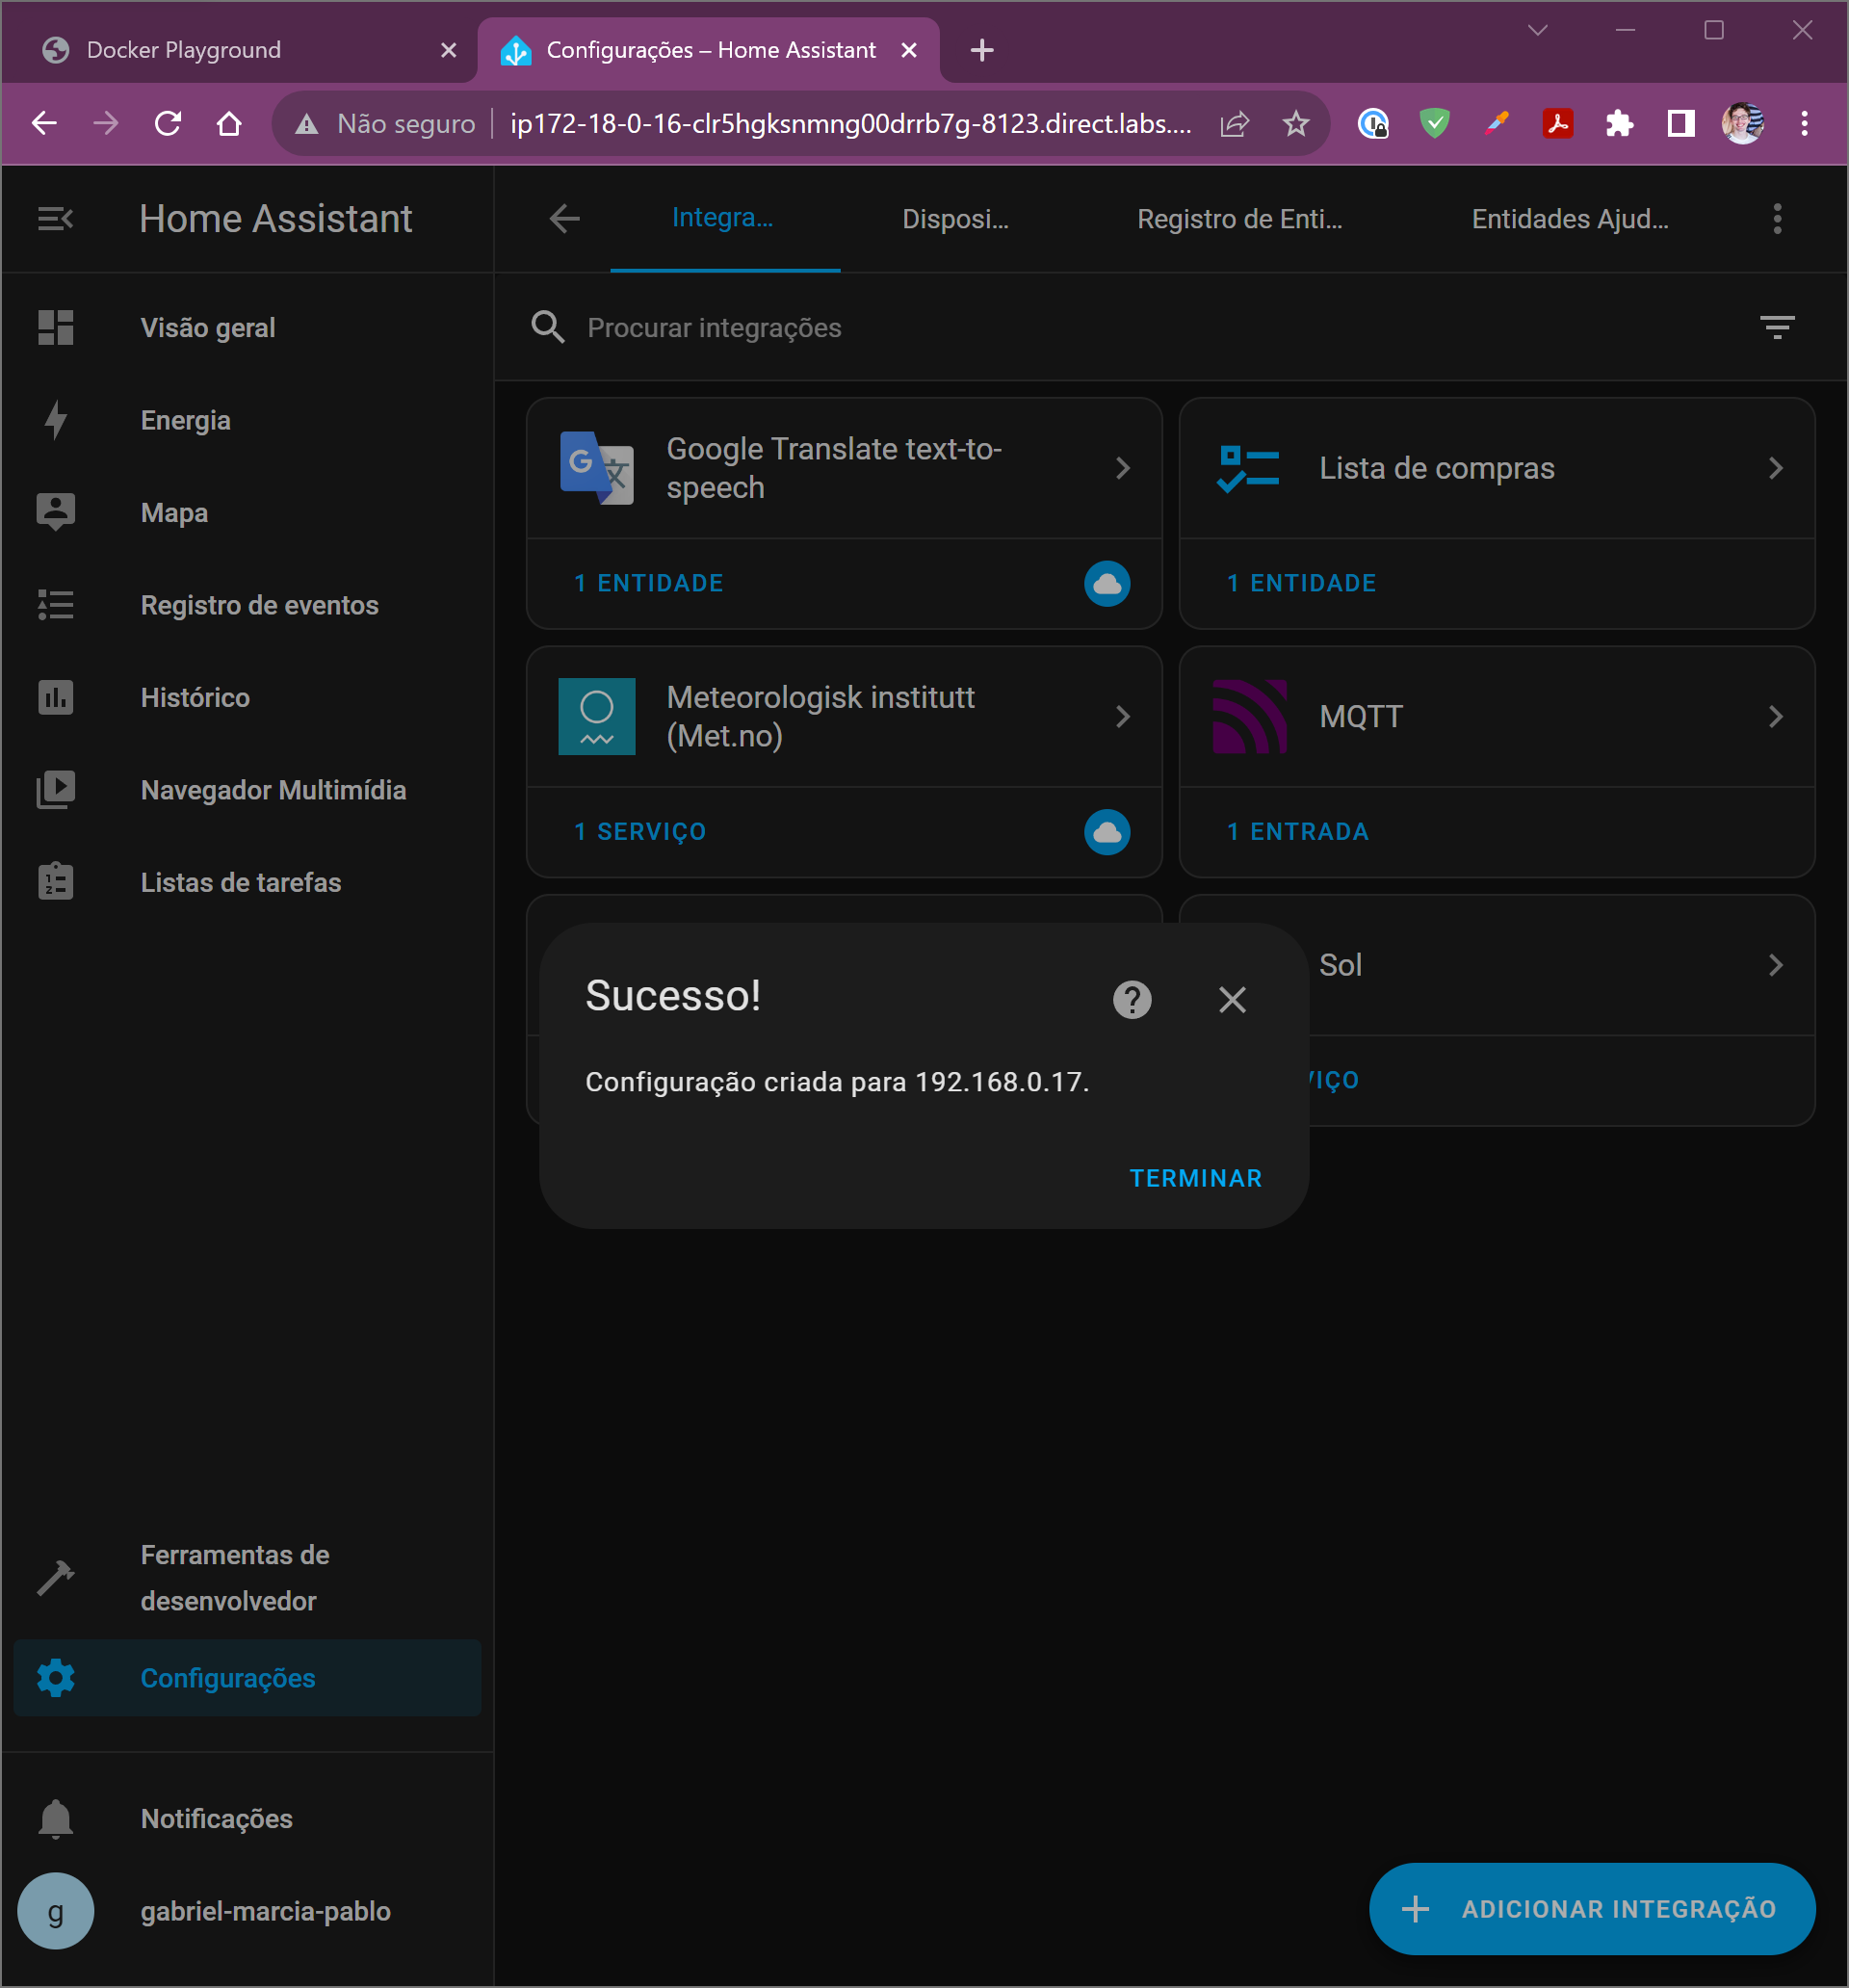 Docker Playground
Configurações – Home Assistant
Não seguro
ip172-18-0-16-clr5hgksnmng00drrb7g-8123.direct.labs....
Home Assistant
Integra...
Disposi...
Registro de Enti...
Entidades Ajud...
Visão geral
Energia
Mapa
Registro de eventos
Histórico
Navegador Multimídia
Listas de tarefas
Procurar integrações
Google Translate text-to-
speech
1 ENTIDADE
Lista de compras
1 ENTIDADE
Meteorologisk institutt
(Met.no)
1 SERVIÇO
MQTT
1 ENTRADA
Sol
VIÇO
Sucesso!
Configuração criada para 192.168.0.17.
TERMINAR
Ferramentas de
desenvolvedor
Configurações
Notificações
g
gabriel-marcia-pablo
ADICIONAR INTEGRAÇÃO